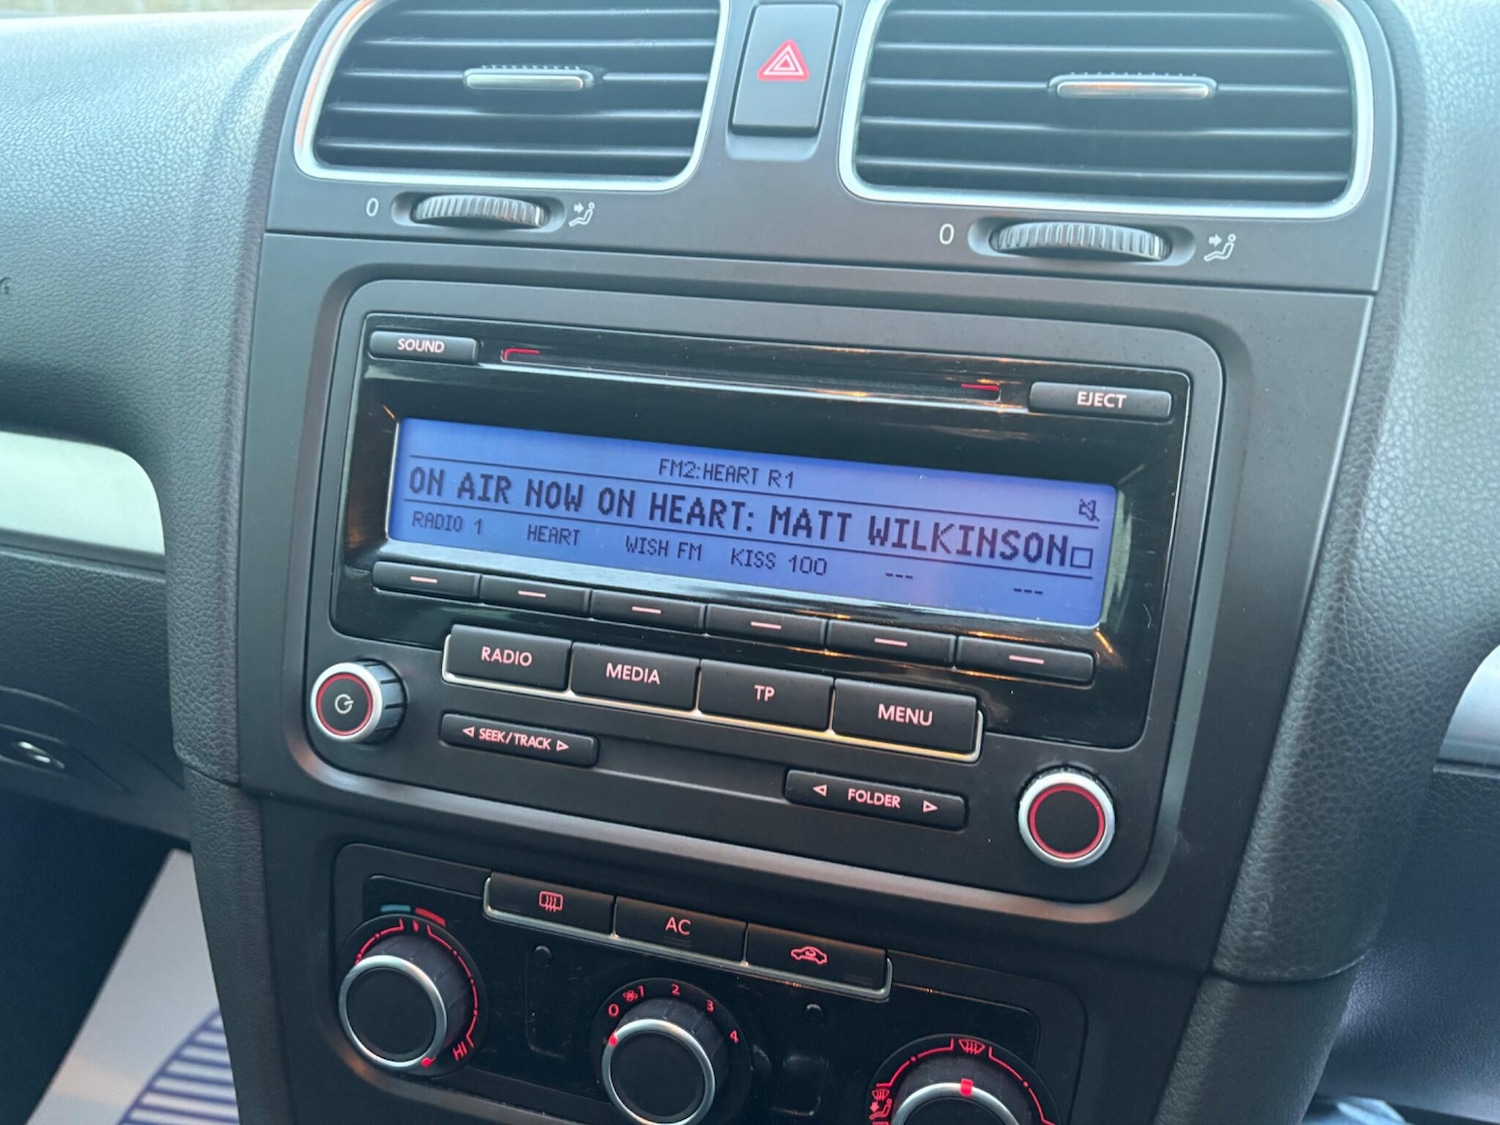 0
0
SOUND
EJECT
FM2:HEART R1
ON AIR NOW ON HEART: MATT WILKINSON
RADIO 1 HEART WISH FM KISS 100 --- ---
RADIO MEDIA TP MENU
SEEK/TRACK
FOLDER
AC
0 1 2 3 4
HI